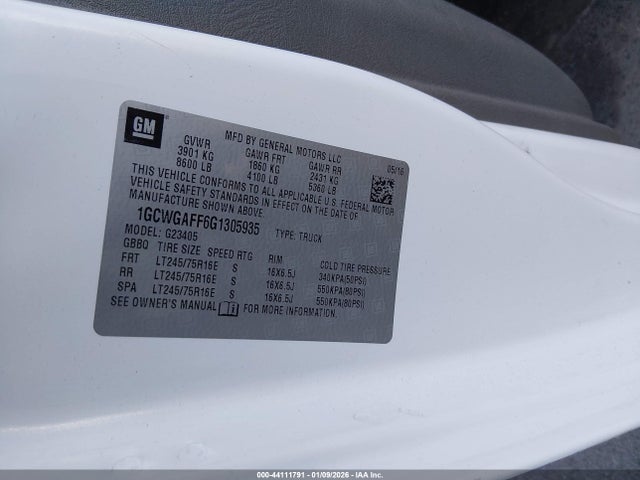 GM
MFD BY GENERAL MOTORS LLC
05/16
GVWR GAWR FRT GAWR RR
3901 KG 1860 KG 2431 KG
8600 LB 4100 LB 5360 LB
THIS VEHICLE CONFORMS TO ALL APPLICABLE U.S. FEDERAL MOTOR
VEHICLE SAFETY STANDARDS IN EFFECT ON THE DATE OF
MANUFACTURE SHOWN ABOVE
1GCWGAFF6G1305935 TYPE: TRUCK
MODEL: G23405
GBBQ TIRE SIZE SPEED RTG RIM COLD TIRE PRESSURE
FRT LT245/75R16E S 16X6.5J 340KPA(50PSI)
RR LT245/75R16E S 16X6.5J 550KPA(80PSI)
SPA LT245/75R16E S 16X6.5J 550KPA(80PSI)
SEE OWNER'S MANUAL FOR MORE INFORMATION.
000-44111791 - 01/09/2026 - IAA Inc.